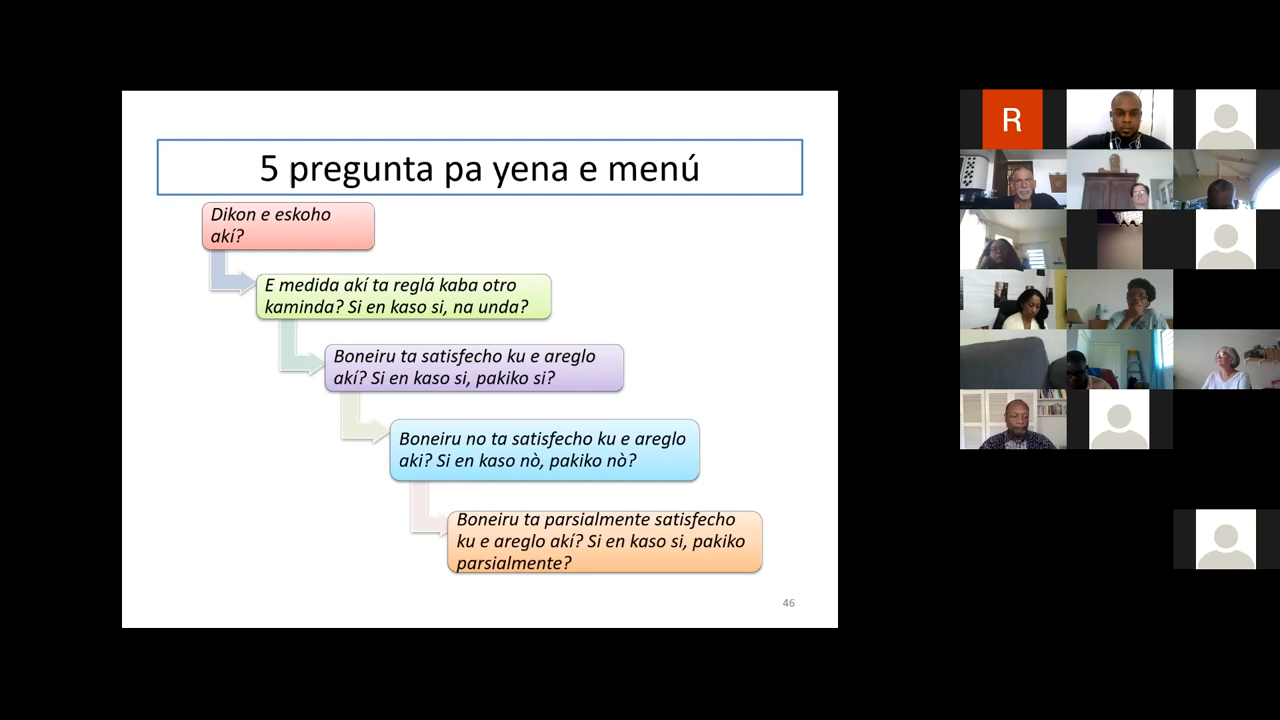 5 pregunta pa yena e menú
Dikon e eskoho
akí?
E medida akí ta reglá kaba otro
kaminda? Si en kaso si, na unda?
Boneiru ta satisfecho ku e areglo
akí? Si en kaso si, pakiko si?
Boneiru no ta satisfecho ku e areglo
aki? Si en kaso nò, pakiko nò?
Boneiru ta parsialmente satisfecho
ku e areglo akí? Si en kaso si, pakiko
parsialmente?
46
R